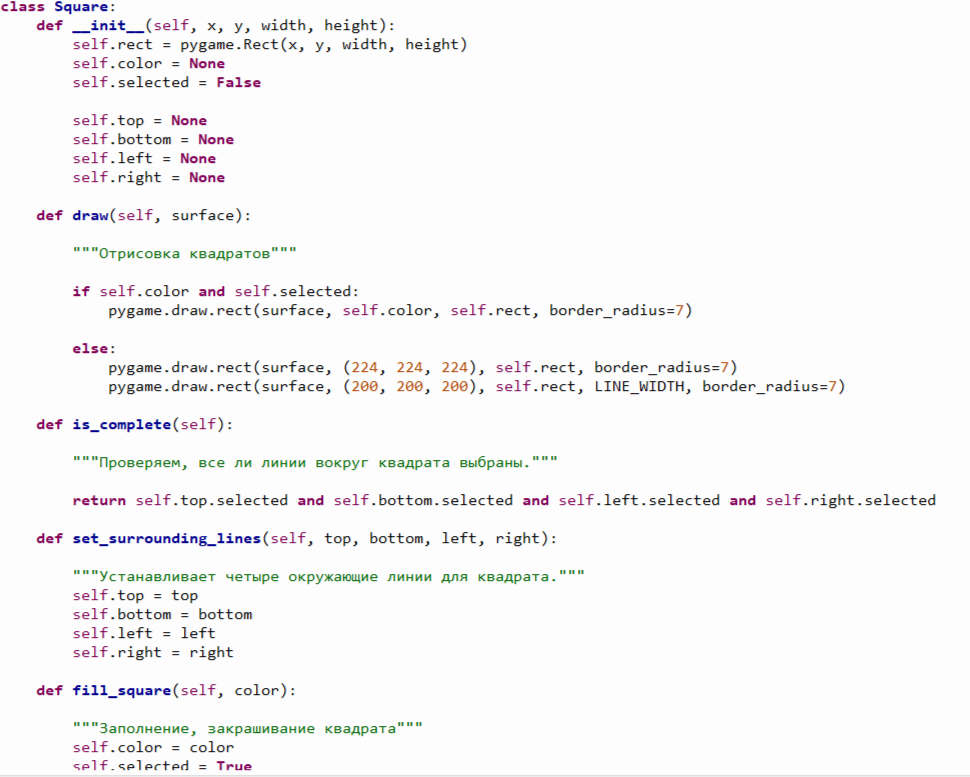 class Square:
    def __init__(self, x, y, width, height):
        self.rect = pygame.Rect(x, y, width, height)
        self.color = None
        self.selected = False

        self.top = None
        self.bottom = None
        self.left = None
        self.right = None

    def draw(self, surface):

        """Отрисовка квадратов"""

        if self.color and self.selected:
            pygame.draw.rect(surface, self.color, self.rect, border_radius=7)

        else:
            pygame.draw.rect(surface, (224, 224, 224), self.rect, border_radius=7)
            pygame.draw.rect(surface, (200, 200, 200), self.rect, LINE_WIDTH, border_radius=7)

    def is_complete(self):

        """Проверяем, все ли линии вокруг квадрата выбраны."""

        return self.top.selected and self.bottom.selected and self.left.selected and self.right.selected

    def set_surrounding_lines(self, top, bottom, left, right):

        """Устанавливает четыре окружающие линии для квадрата."""
        self.top = top
        self.bottom = bottom
        self.left = left
        self.right = right

    def fill_square(self, color):

        """Заполнение, закрашивание квадрата"""
        self.color = color
        self.selected = True